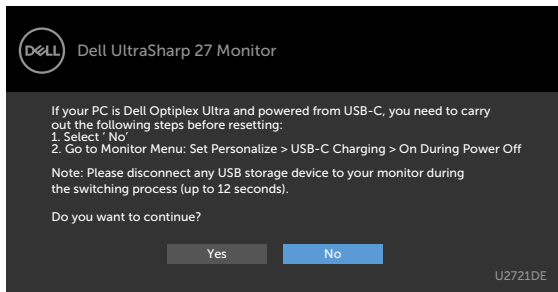 DELL
Dell UltraSharp 27 Monitor
If your PC is Dell Optiplex Ultra and powered from USB-C, you need to carry
out the following steps before resetting:
1. Select ‘ No’
2. Go to Monitor Menu: Set Personalize > USB-C Charging > On During Power Off
Note: Please disconnect any USB storage device to your monitor during
the switching process (up to 12 seconds).
Do you want to continue?
Yes
No
U2721DE